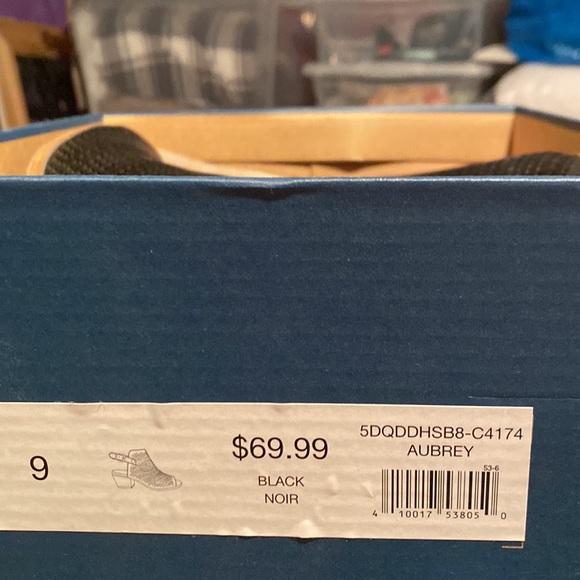 9
$69.99
BLACK
NOIR
5DQDDHSB8-C4174
AUBREY
53-6
4 10017 53805 0